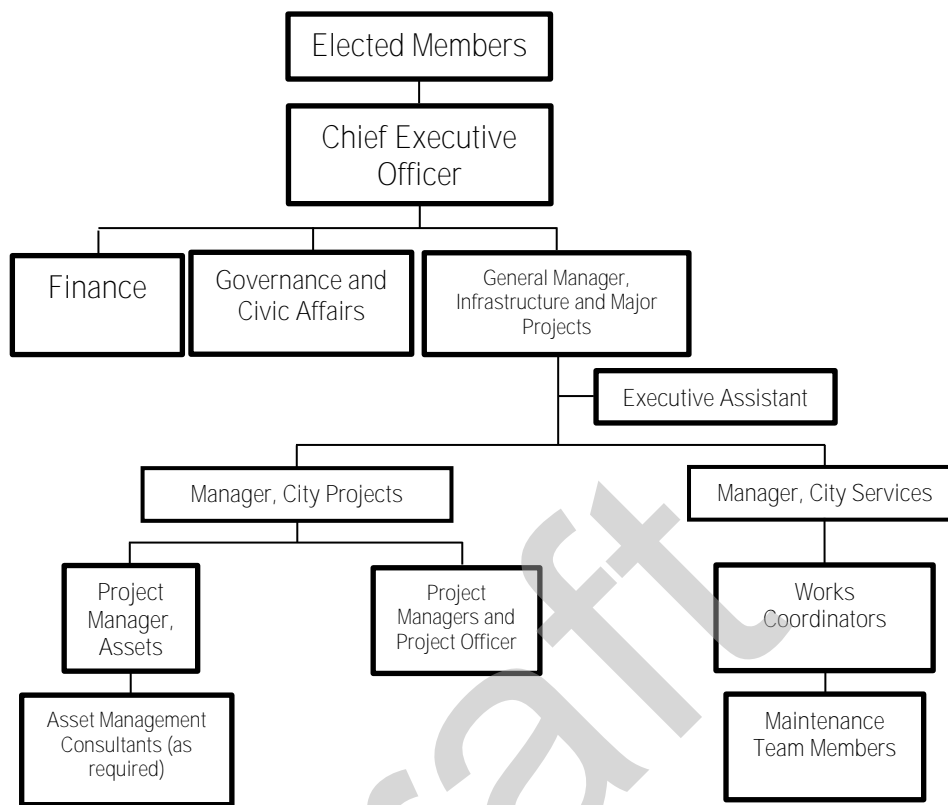 Elected Members
Chief Executive
Officer
Finance
Governance and
Civic Affairs
General Manager,
Infrastructure and Major
Projects
Executive Assistant
Manager, City Projects
Manager, City Services
Project
Manager,
Assets
Project
Managers and
Project Officer
Works
Coordinators
Asset Management
Consultants (as
required)
Maintenance
Team Members
raft